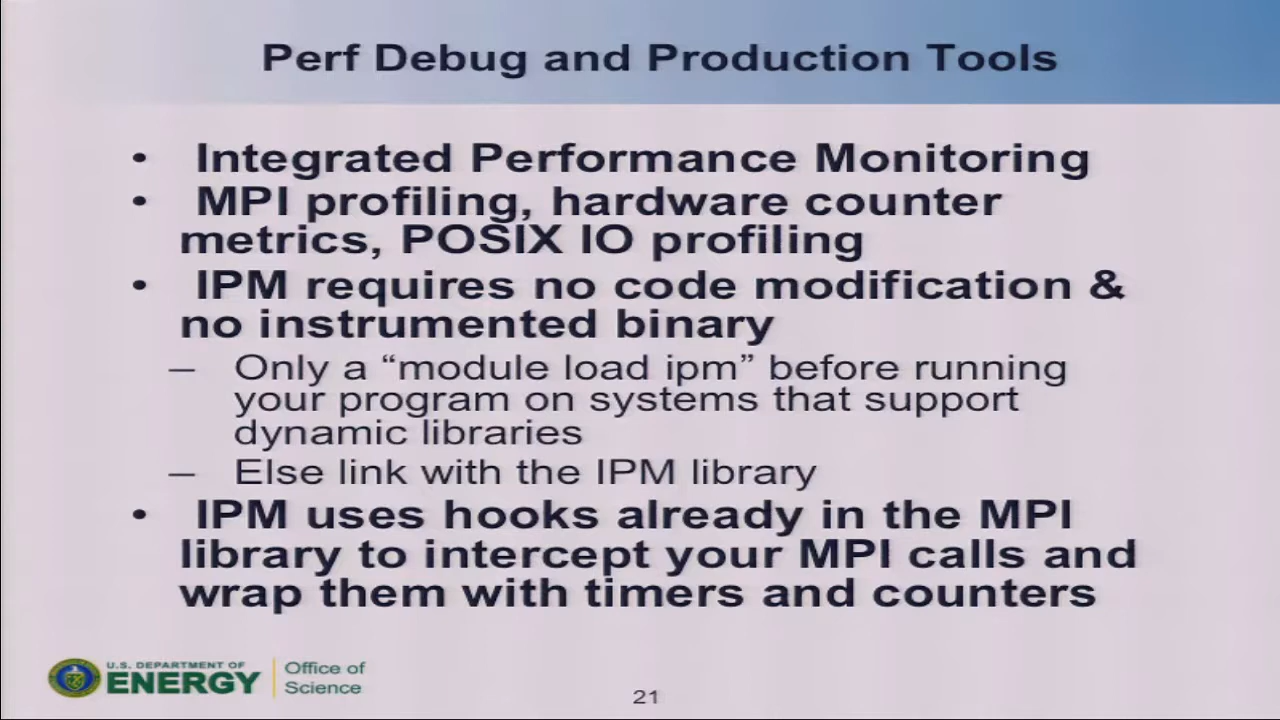 Perf Debug and Production Tools
• Integrated Performance Monitoring
• MPI profiling, hardware counter
metrics, POSIX IO profiling
• IPM requires no code modification &
no instrumented binary
– Only a “module load ipm” before running
your program on systems that support
dynamic libraries
– Else link with the IPM library
• IPM uses hooks already in the MPI
library to intercept your MPI calls and
wrap them with timers and counters
U.S. DEPARTMENT OF
ENERGY
Office of
Science
21